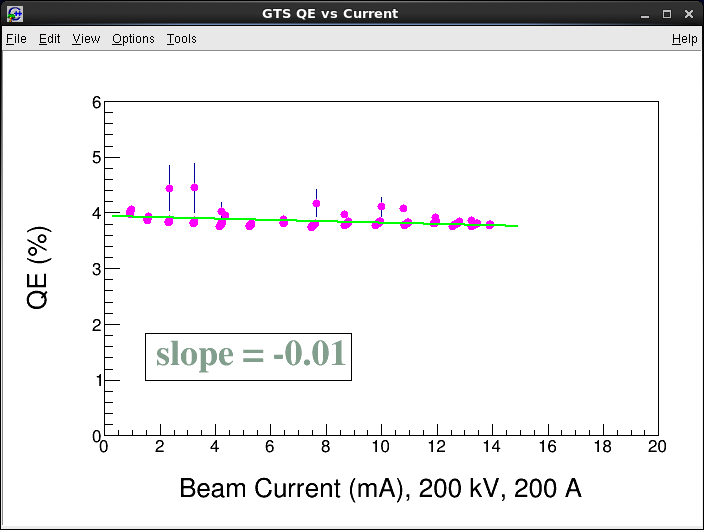 GTS QE vs Current
File Edit View Options Tools Help
6
5
4
3
2
1
0
QE (%)
slope = -0.01
0 2 4 6 8 10 12 14 16 18 20
Beam Current (mA), 200 kV, 200 A